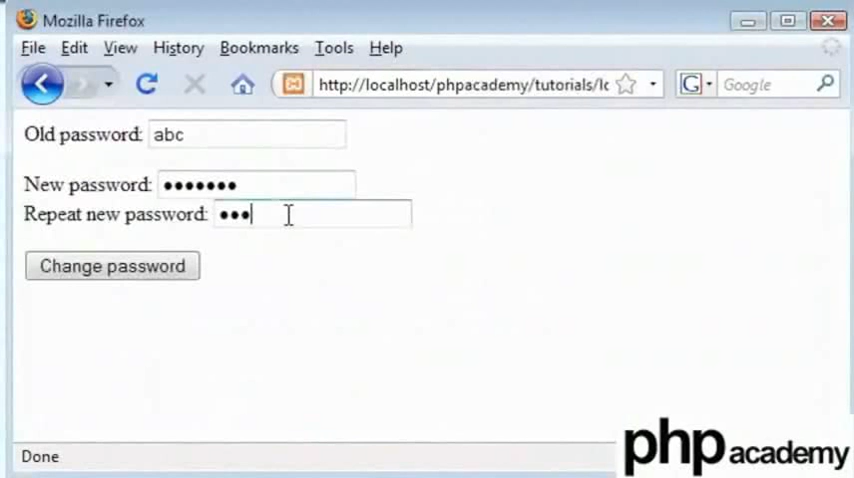 Mozilla Firefox
File Edit View History Bookmarks Tools Help
http://localhost/phpacademy/tutorials/lo G Google
Old password: abc
New password: •••••••
Repeat new password: •••
Change password
Done
php academy